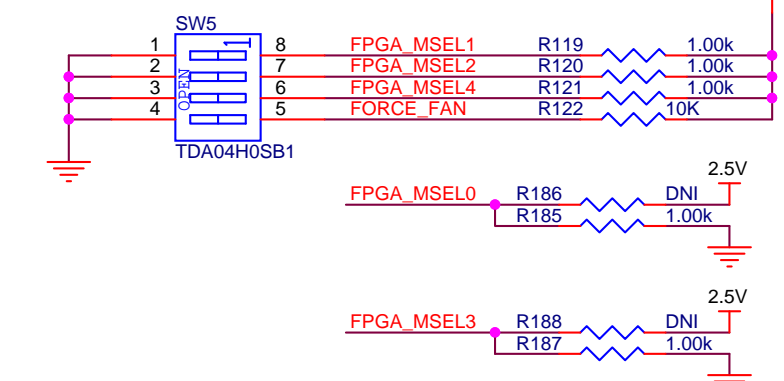 SW5
1 8 FPGA_MSEL1 R119 1.00k
2 7 FPGA_MSEL2 R120 1.00k
3 6 FPGA_MSEL4 R121 1.00k
4 5 FORCE_FAN R122 10K
1
OPEN
TDA04H0SB1
2.5V
FPGA_MSEL0 R186 DNI
R185 1.00k
2.5V
FPGA_MSEL3 R188 DNI
R187 1.00k